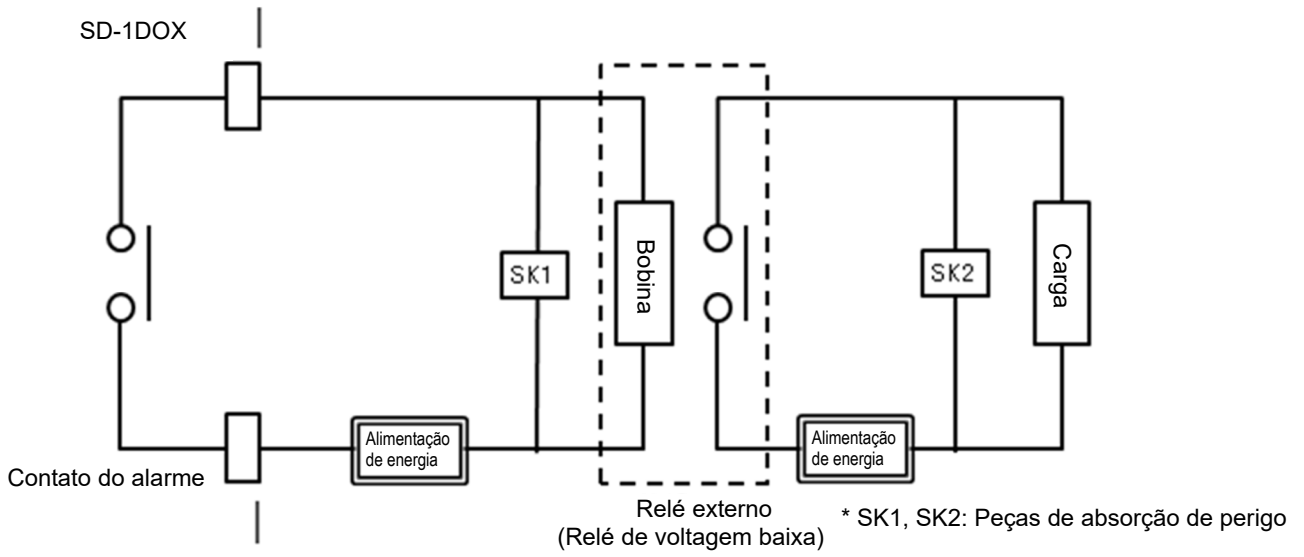 SD-1DOX
SK1
Bobina
SK2
Carga
Alimentação
de energia
Alimentação
de energia
Contato do alarme
Relé externo
(Relé de voltagem baixa)
* SK1, SK2: Peças de absorção de perigo